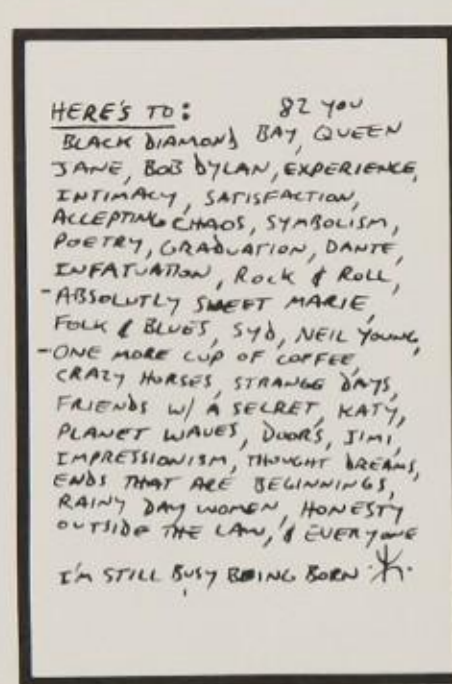 HERE'S TO: 82 YOU
BLACK DIAMOND BAY, QUEEN
JANE, BOB DYLAN, EXPERIENCE,
INTIMACY, SATISFACTION,
ACCEPTING CHAOS, SYMBOLISM,
POETRY, GRADUATION, DANTE,
INFATUATION, ROCK & ROLL,
-ABSOLUTLY SWEET MARIE,
FOLK & BLUES, SYD, NEIL YOUNG,
-ONE MORE CUP OF COFFEE,
CRAZY HORSES, STRANGE DAYS,
FRIENDS W/ A SECRET, KATY,
PLANET WAVES, DOORS, JIMI,
IMPRESSIONISM, THOUGHT DREAMS,
ENDS THAT ARE BEGINNINGS,
RAINY DAY WOMEN, HONESTY
OUTSIDE THE LAW, & EVERYONE
I'M STILL BUSY BEING BORN